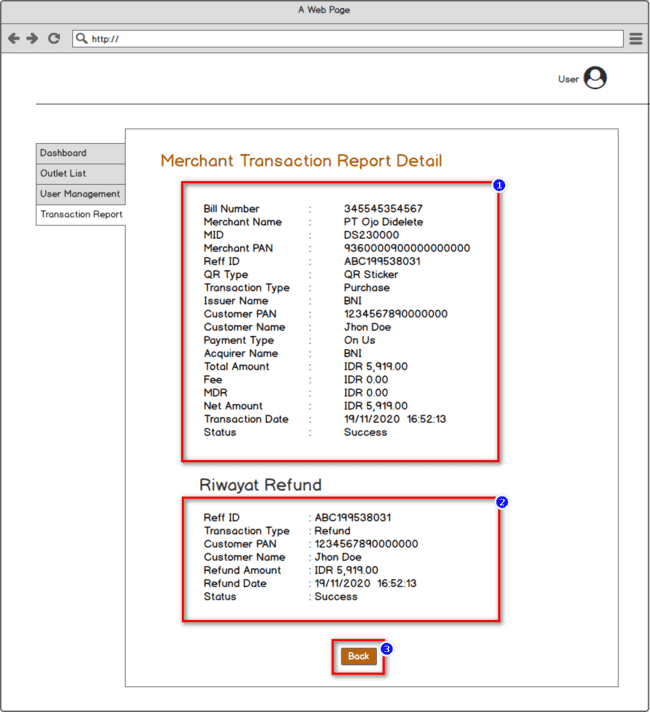 A Web Page
http://
User
Dashboard
Outlet List
User Management
Transaction Report
Merchant Transaction Report Detail
1
Bill Number : 345545354567
Merchant Name : PT Ojo Didelete
MID : DS230000
Merchant PAN : 9360000900000000000
Reff ID : ABC199538031
QR Type : QR Sticker
Transaction Type : Purchase
Issuer Name : BNI
Customer PAN : 1234567890000000
Customer Name : Jhon Doe
Payment Type : On Us
Acquirer Name : BNI
Total Amount : IDR 5,919.00
Fee : IDR 0.00
MDR : IDR 0.00
Net Amount : IDR 5,919.00
Transaction Date : 19/11/2020 16:52:13
Status : Success
Riwayat Refund
2
Reff ID : ABC199538031
Transaction Type : Refund
Customer PAN : 1234567890000000
Customer Name : Jhon Doe
Refund Amount : IDR 5,919.00
Refund Date : 19/11/2020 16:52:13
Status : Success
3
Back